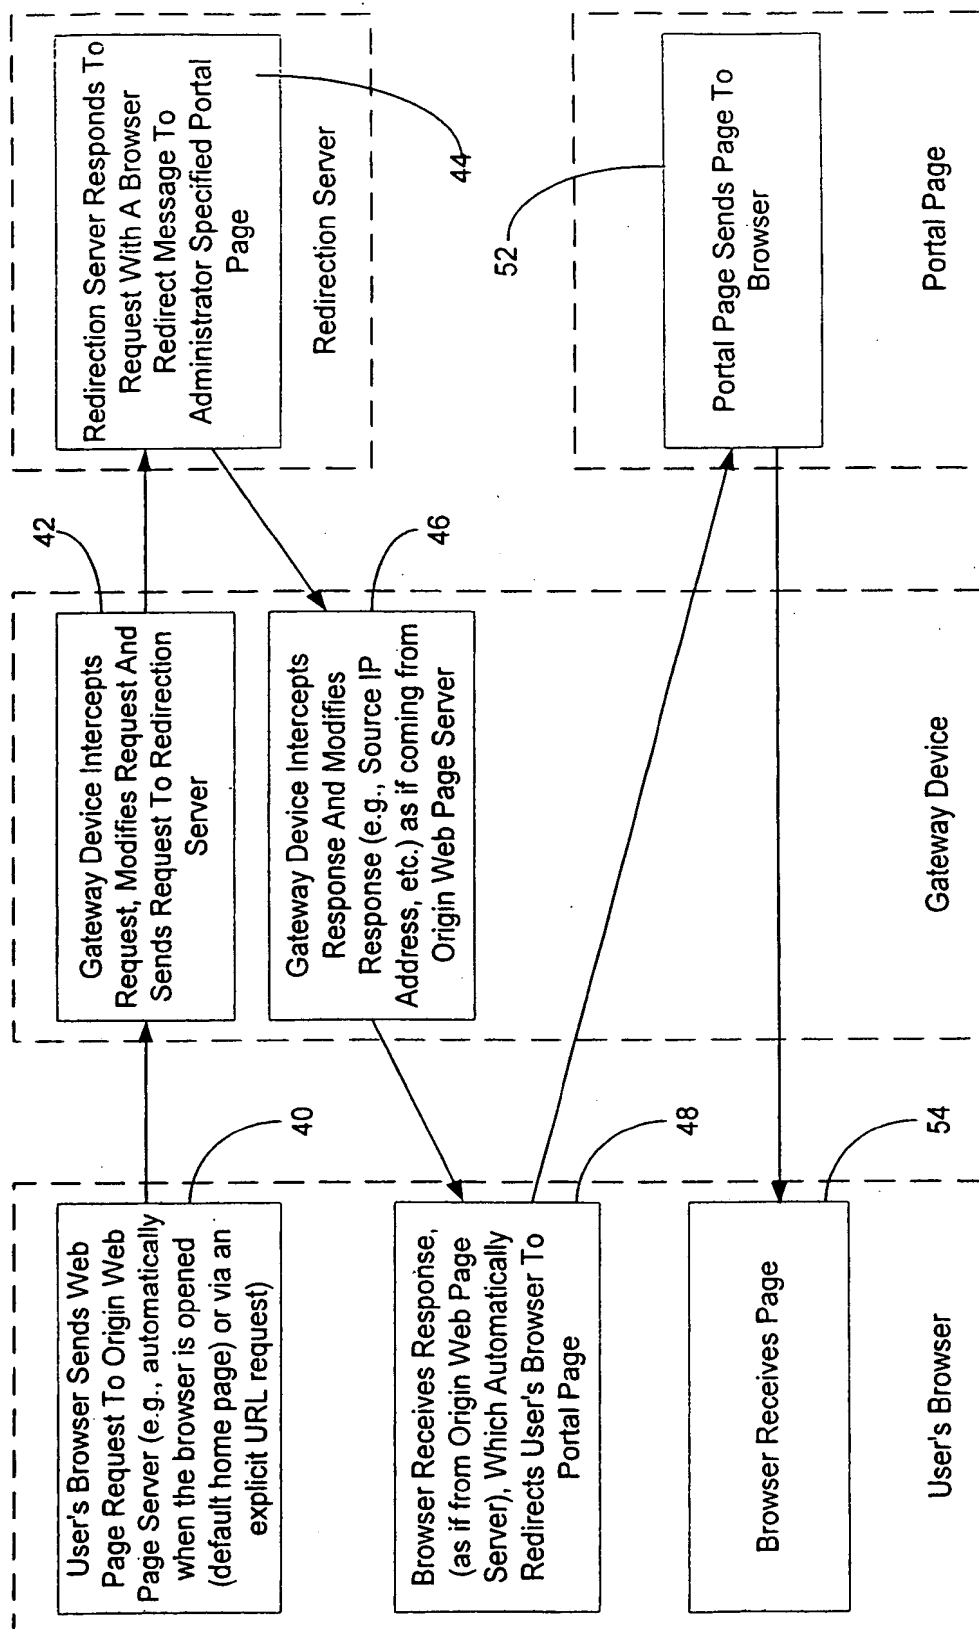 User's Browser Sends Web
Page Request To Origin Web
Page Server (e.g., automatically
when the browser is opened
(default home page) or via an
explicit URL request)
40
Gateway Device Intercepts
Request, Modifies Request And
Sends Request To Redirection
Server
42
Redirection Server Responds To
Request With A Browser
Redirect Message To
Administrator Specified Portal
Page
44
Redirection Server
Gateway Device Intercepts
Response And Modifies
Response (e.g., Source IP
Address, etc.) as if coming from
Origin Web Page Server
46
Browser Receives Response,
(as if from Origin Web Page
Server), Which Automatically
Redirects User's Browser To
Portal Page
48
Portal Page Sends Page To
Browser
52
Browser Receives Page
54
User's Browser
Gateway Device
Portal Page